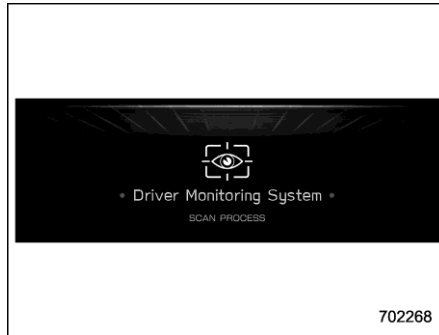 • Driver Monitoring System •
SCAN PROCESS
702268